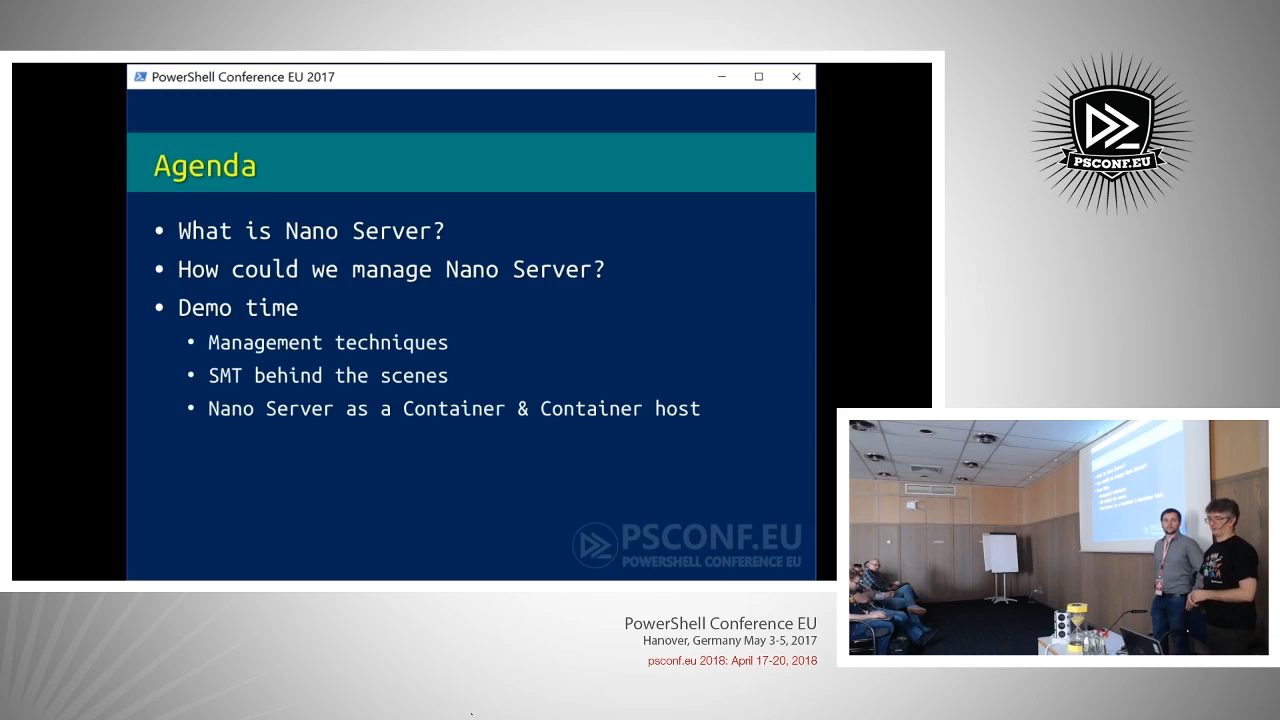 PowerShell Conference EU 2017
Agenda
• What is Nano Server?
• How could we manage Nano Server?
• Demo time
• Management techniques
• SMT behind the scenes
• Nano Server as a Container & Container host
PSCONF.EU
POWERSHELL CONFERENCE EU
PSCONF.EU
PowerShell Conference EU
Hanover, Germany May 3-5, 2017
psconf.eu 2018: April 17-20, 2018